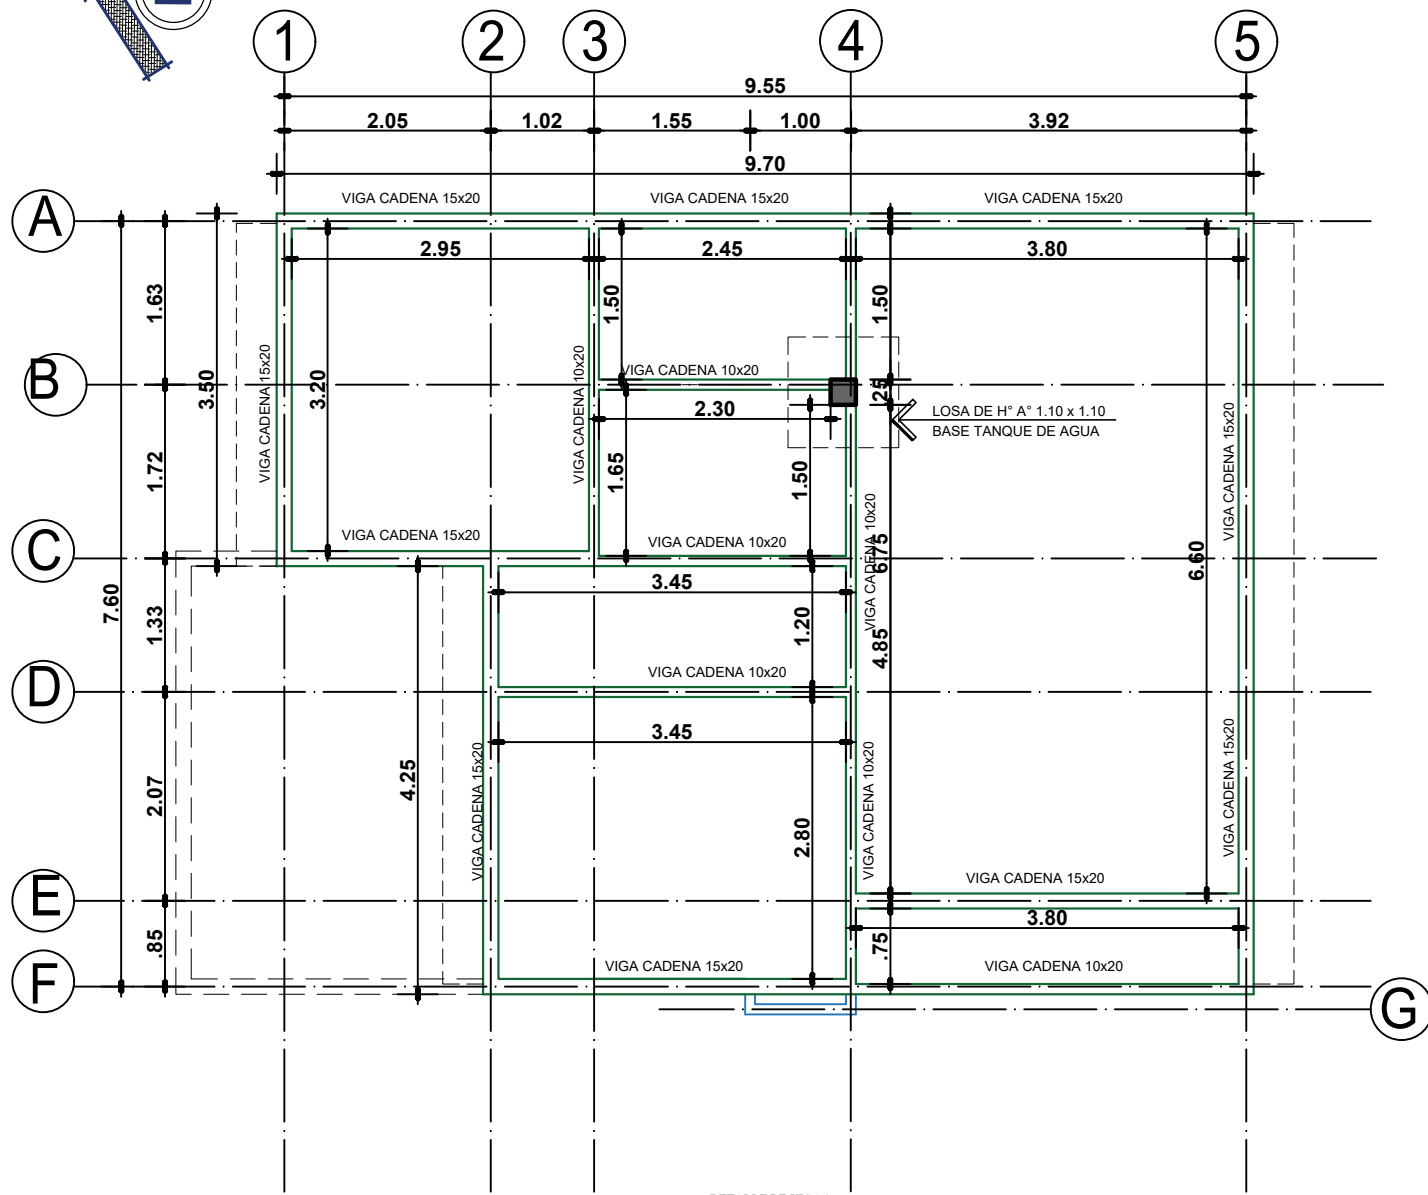 1 2 3 4 5
9.55
2.05 1.02 1.55 1.00 3.92
9.70
VIGA CADENA 15x20 VIGA CADENA 15x20 VIGA CADENA 15x20
A
2.95 2.45 3.80
1.63
1.50
1.50
VIGA CADENA 15x20
VIGA CADENA 10x20
VIGA CADENA 10x20
B
3.50
3.20
.25
2.30
LOSA DE H° A° 1.10 x 1.10
BASE TANQUE DE AGUA
VIGA CADENA 15x20
1.72
1.65
1.50
VIGA CADENA 10x20
VIGA CADENA 15x20
VIGA CADENA 10x20
C
6.75
6.60
7.60
3.45
1.33
1.20
4.85
VIGA CADENA 10x20
D
3.45
VIGA CADENA 15x20
VIGA CADENA 10x20
VIGA CADENA 15x20
2.07
4.25
2.80
VIGA CADENA 15x20
E
3.80
.85
.75
VIGA CADENA 15x20 VIGA CADENA 10x20
F
G